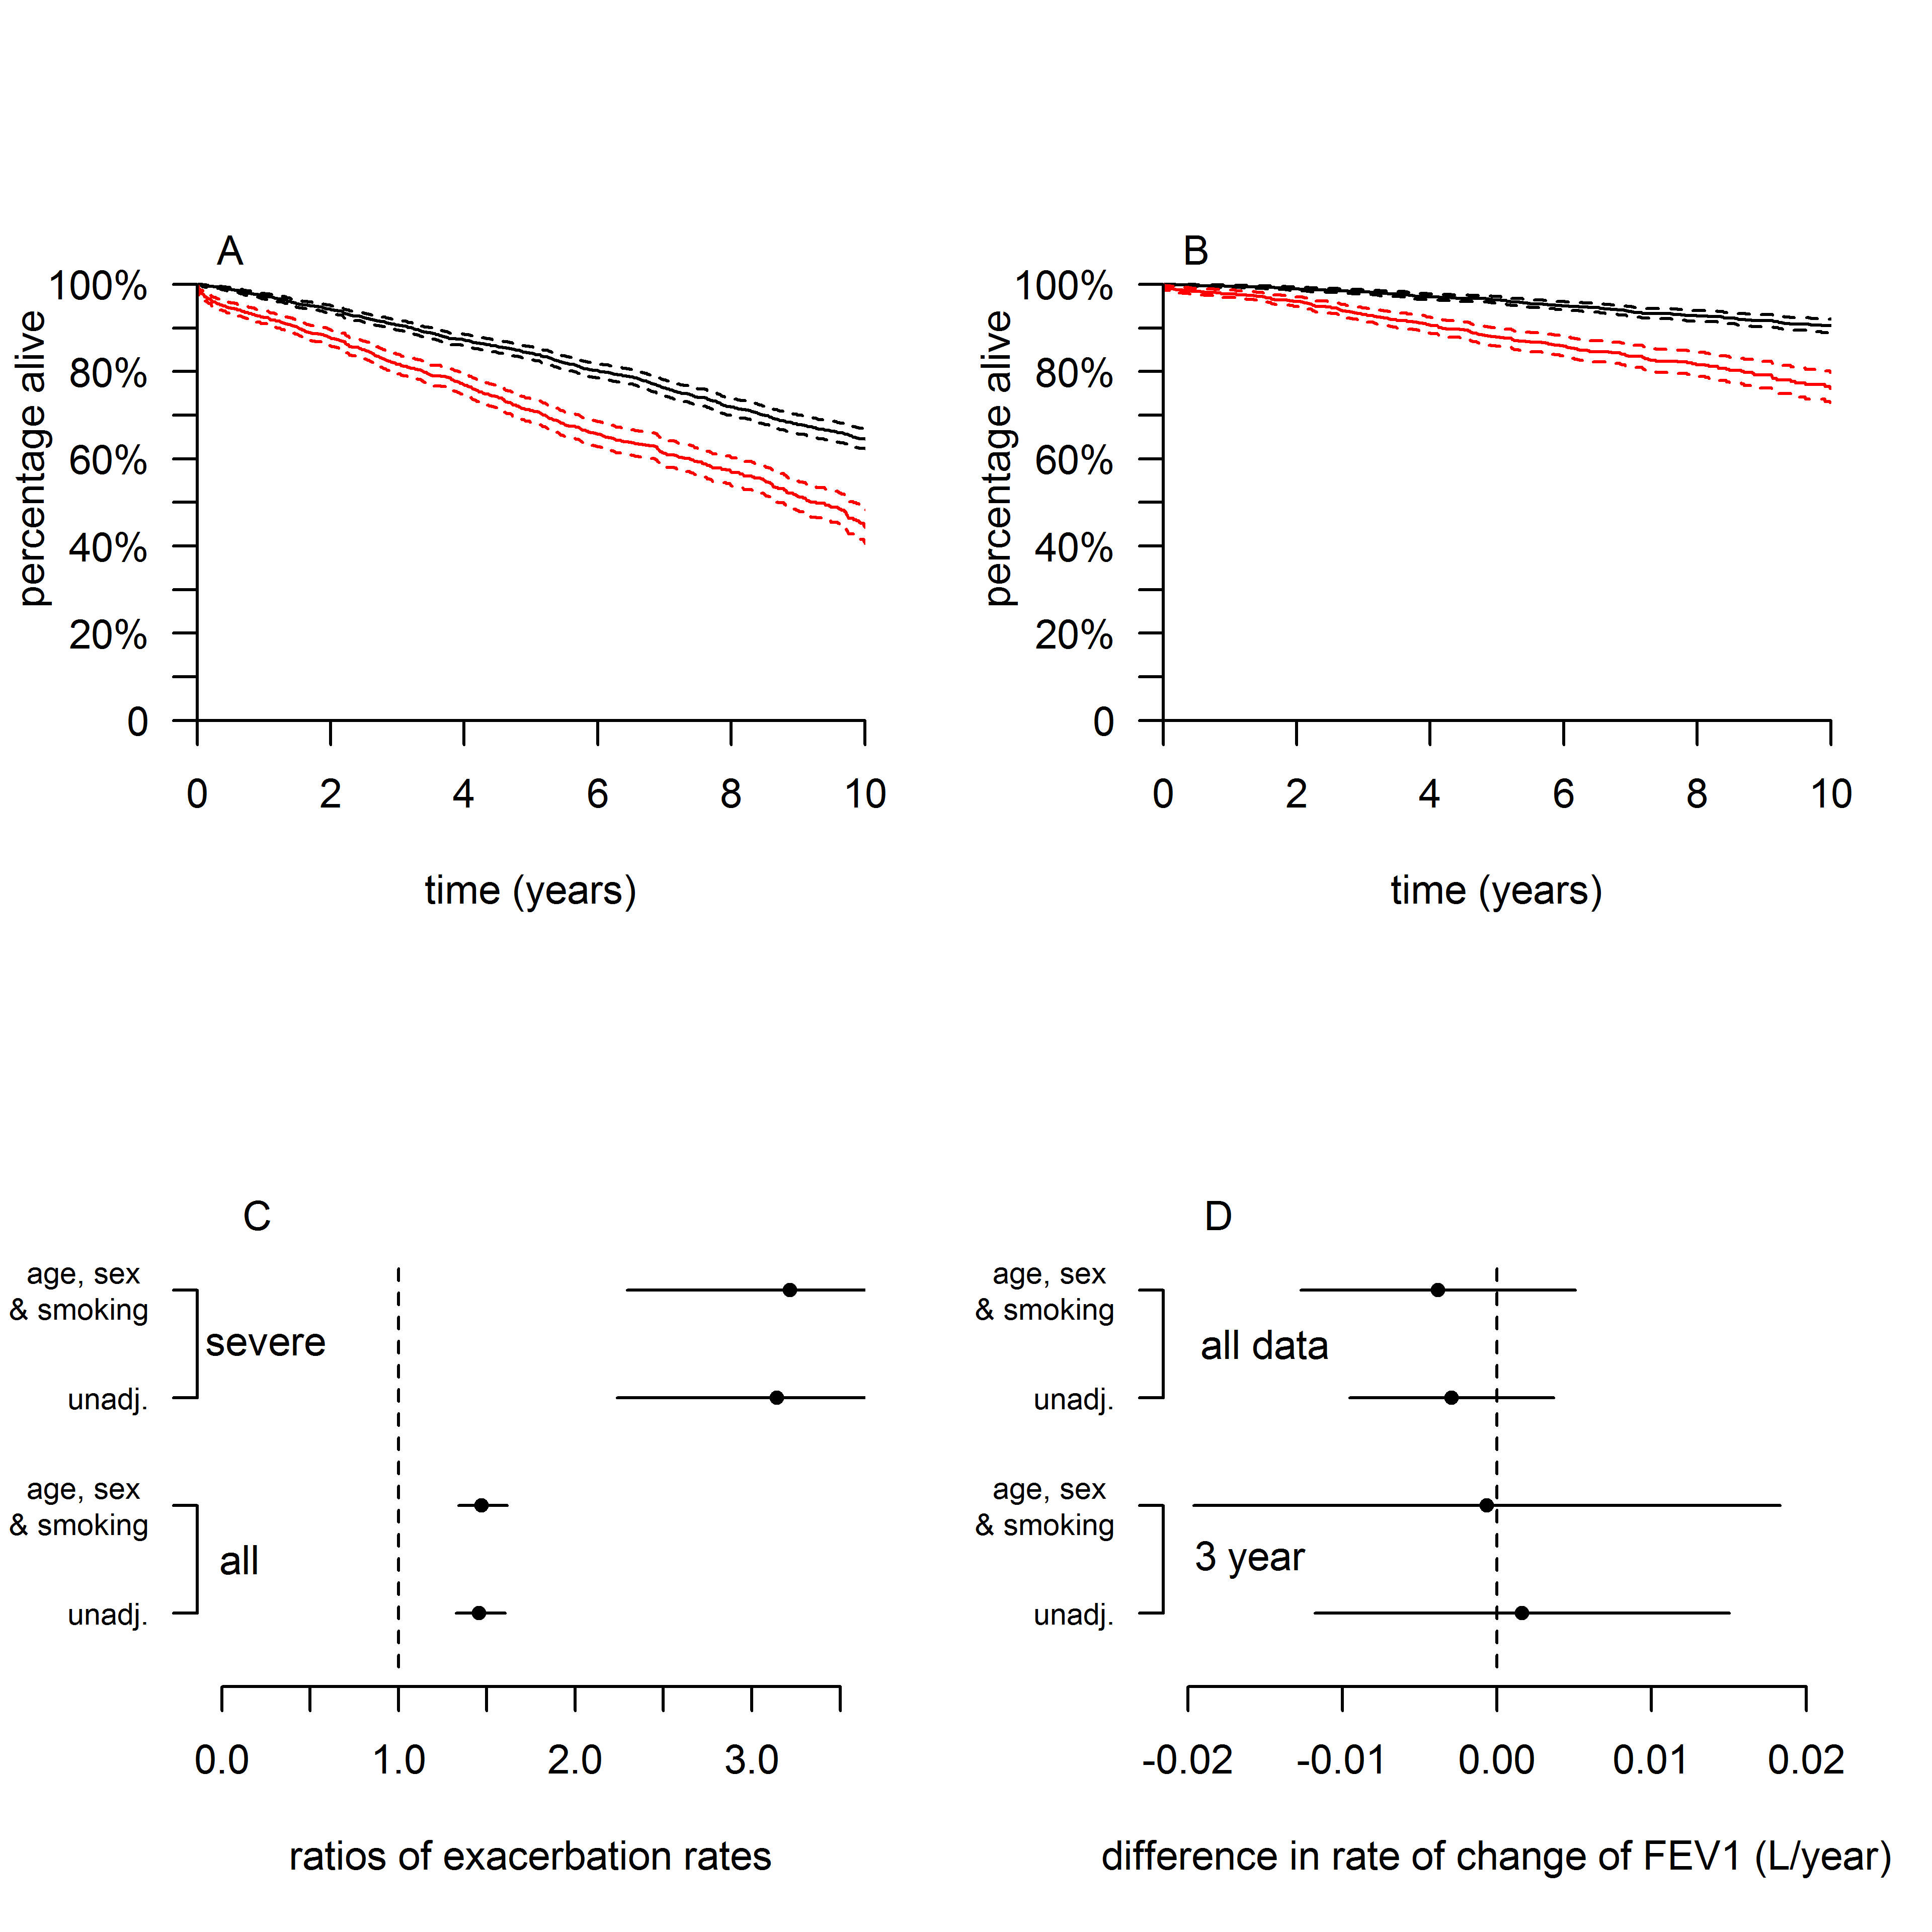 A
percentage alive
100%
80%
60%
40%
20%
0
0 2 4 6 8 10
time (years)
B
percentage alive
100%
80%
60%
40%
20%
0
0 2 4 6 8 10
time (years)
C
age, sex
& smoking
severe
unadj.
age, sex
& smoking
all
unadj.
0.0 1.0 2.0 3.0
ratios of exacerbation rates
D
age, sex
& smoking
all data
unadj.
age, sex
& smoking
3 year
unadj.
-0.02 -0.01 0.00 0.01 0.02
difference in rate of change of FEV1 (L/year)